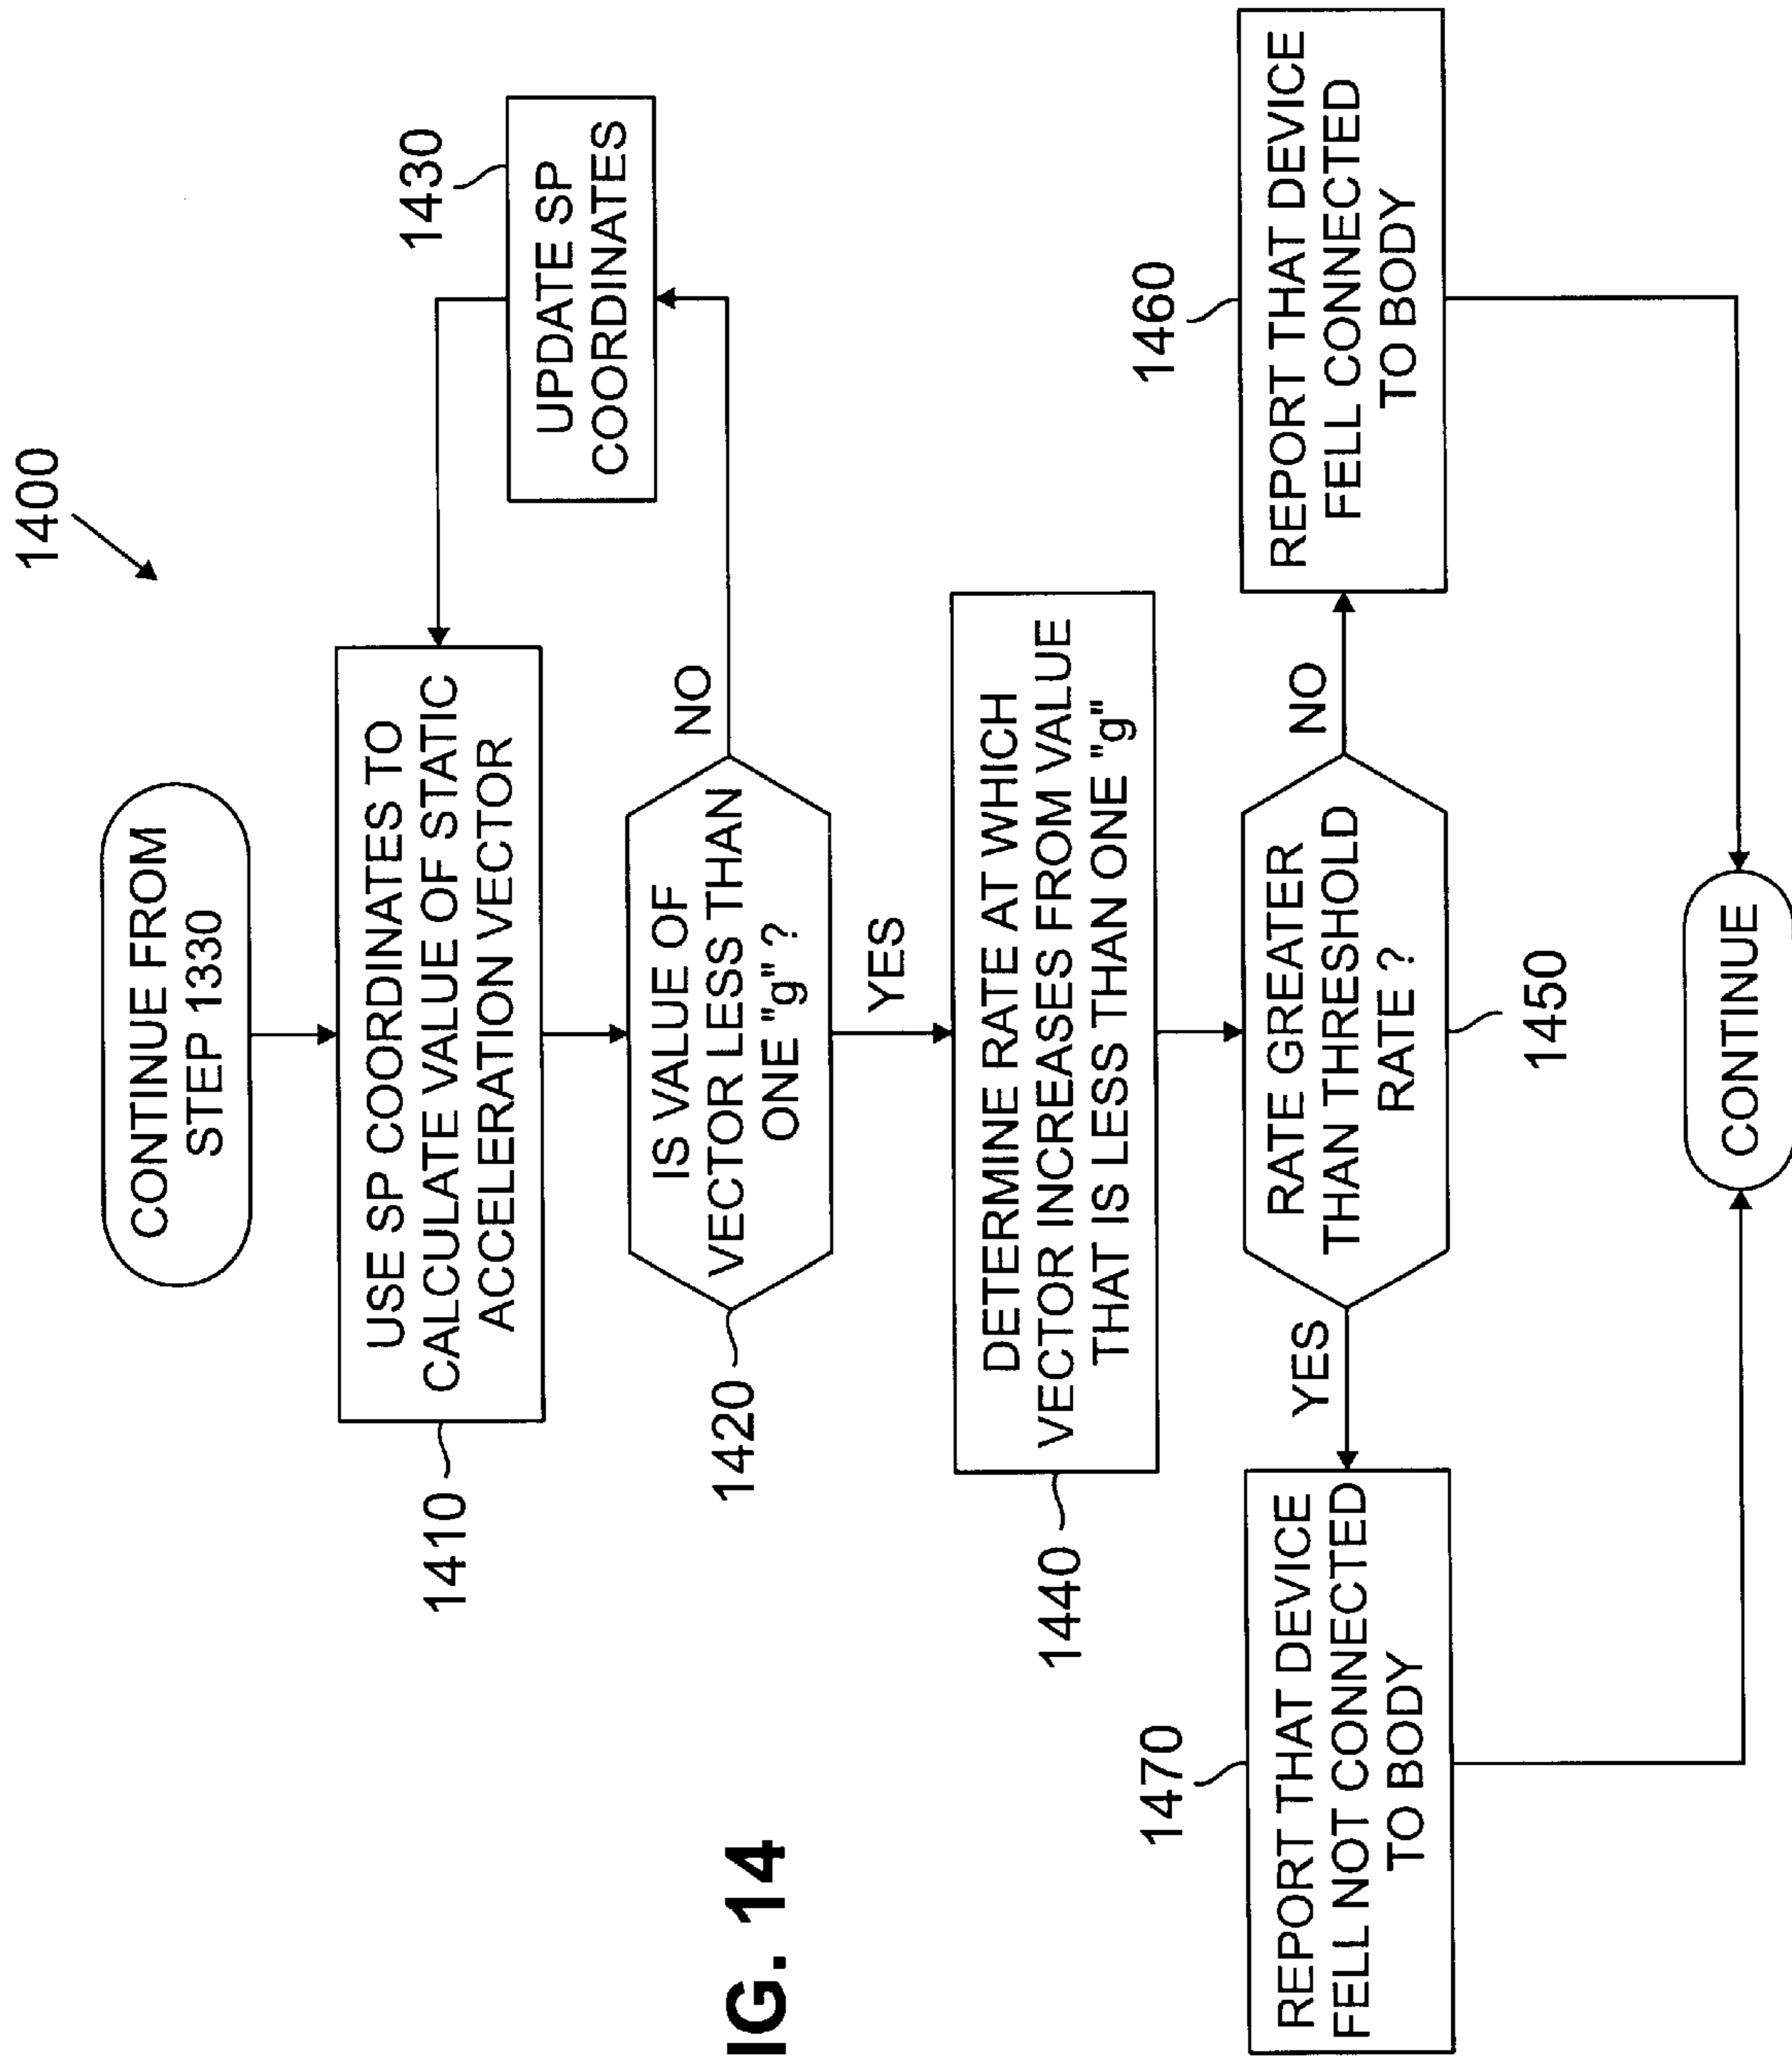 1400
CONTINUE FROM
STEP 1330
1410
USE SP COORDINATES TO
CALCULATE VALUE OF STATIC
ACCELERATION VECTOR
1430
UPDATE SP
COORDINATES
1420
IS VALUE OF
VECTOR LESS THAN
ONE "g" ?
NO
YES
1440
DETERMINE RATE AT WHICH
VECTOR INCREASES FROM VALUE
THAT IS LESS THAN ONE "g"
1450
RATE GREATER
THAN THRESHOLD
RATE ?
YES
NO
1470
REPORT THAT DEVICE
FELL NOT CONNECTED
TO BODY
1460
REPORT THAT DEVICE
FELL CONNECTED
TO BODY
CONTINUE
IG. 14